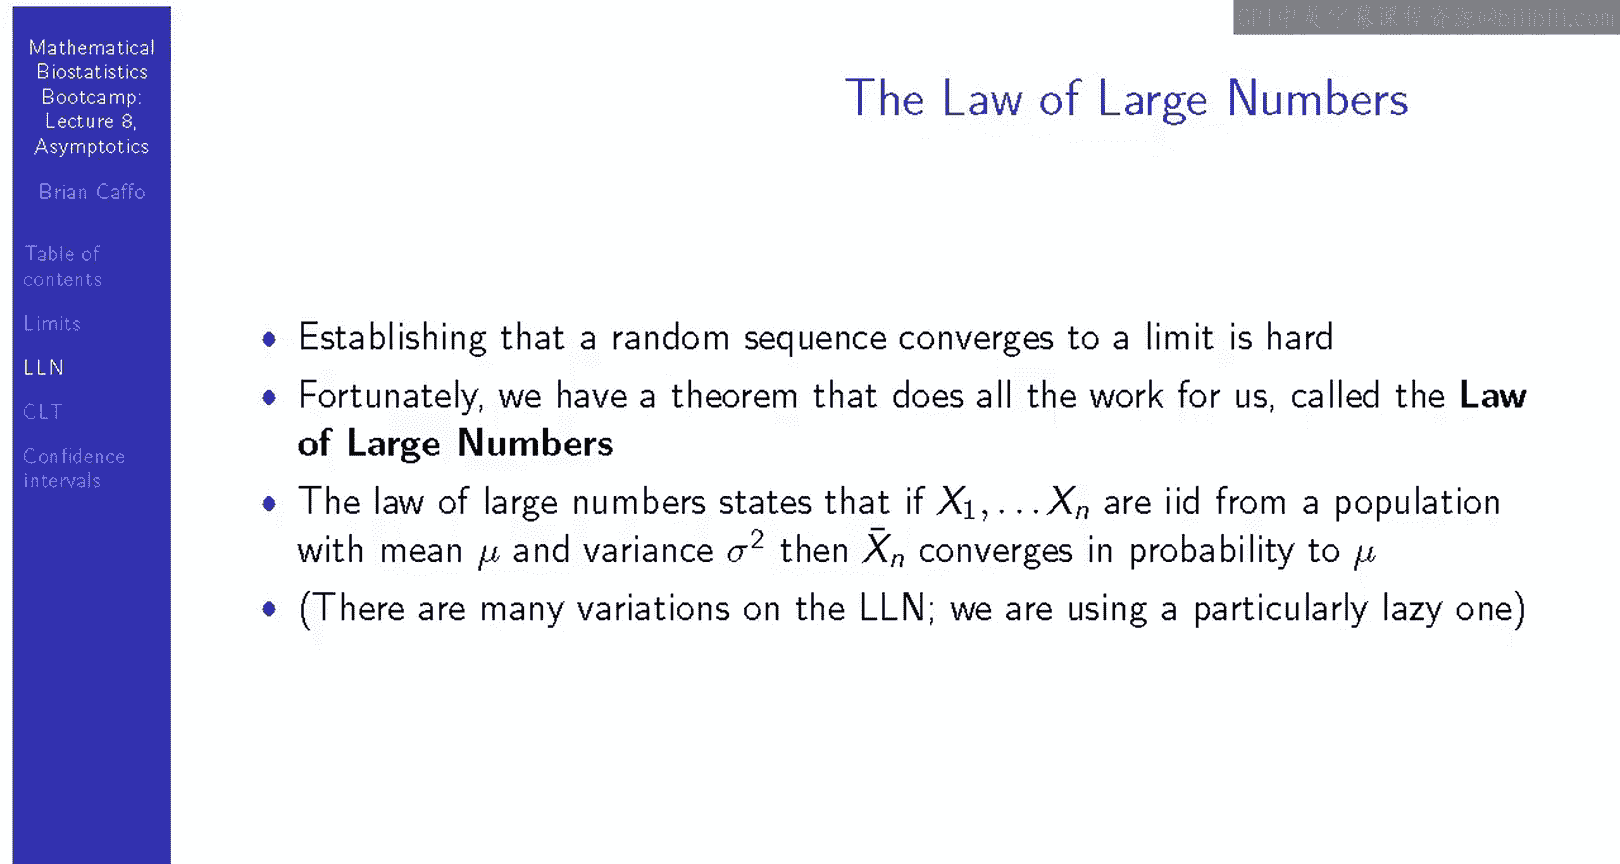 Mathematical
Biostatistics
Bootcamp:
Lecture 8,
Asymptotics
Brian Caffo
Table of
contents
Limits
LLN
CLT
Confidence
intervals
The Law of Large Numbers
• Establishing that a random sequence converges to a limit is hard
• Fortunately, we have a theorem that does all the work for us, called the Law
of Large Numbers
• The law of large numbers states that if X₁, . . . Xₙ are iid from a population
with mean μ and variance σ² then X̄ₙ converges in probability to μ
• (There are many variations on the LLN; we are using a particularly lazy one)